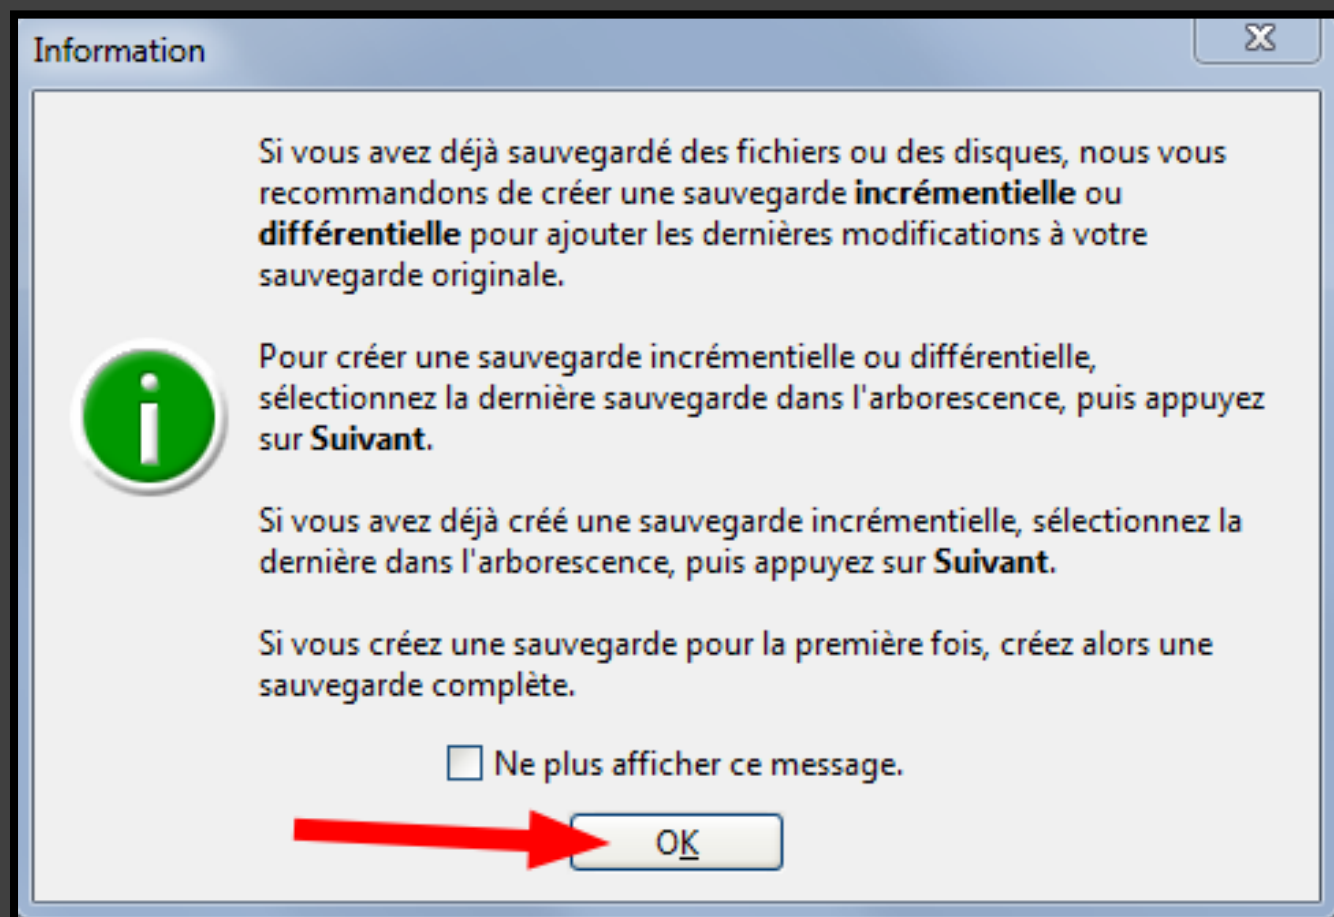 Information
Si vous avez déjà sauvegardé des fichiers ou des disques, nous vous
recommandons de créer une sauvegarde incrémentielle ou
différentielle pour ajouter les dernières modifications à votre
sauvegarde originale.
Pour créer une sauvegarde incrémentielle ou différentielle,
sélectionnez la dernière sauvegarde dans l'arborescence, puis appuyez
sur Suivant.
Si vous avez déjà créé une sauvegarde incrémentielle, sélectionnez la
dernière dans l'arborescence, puis appuyez sur Suivant.
Si vous créez une sauvegarde pour la première fois, créez alors une
sauvegarde complète.
Ne plus afficher ce message.
OK